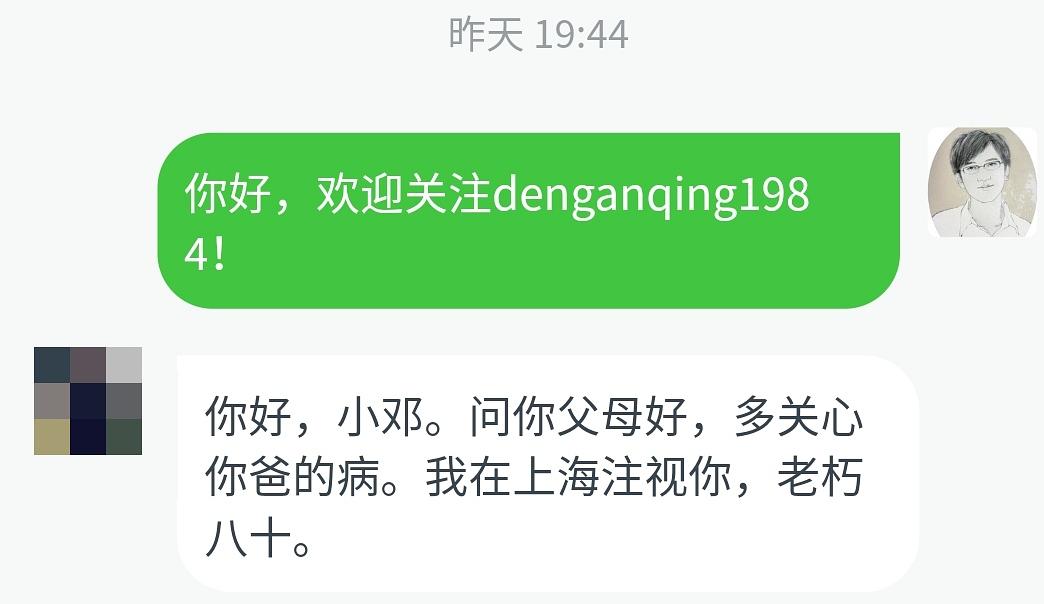 昨天 19:44
你好，欢迎关注denganqing198
4！
你好，小邓。问你父母好，多关心
你爸的病。我在上海注视你，老朽
八十。